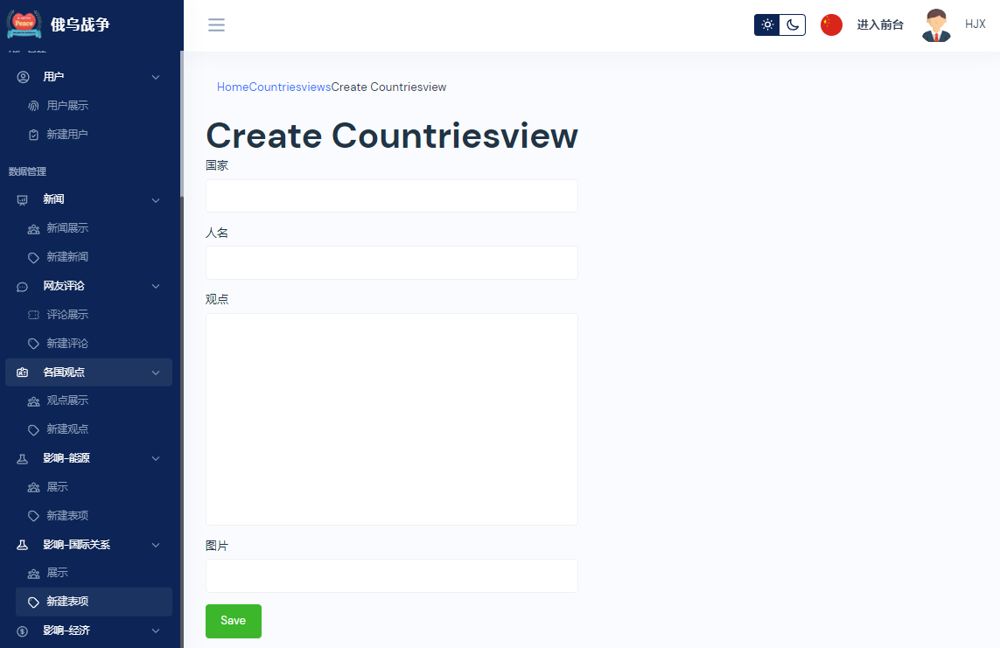 俄乌战争
进入前台
HJX
用户管理
用户
用户展示
新建用户
数据管理
新闻
新闻展示
新建新闻
网友评论
评论展示
新建评论
各国观点
观点展示
新建观点
影响-能源
展示
新建表项
影响-国际关系
展示
新建表项
影响-经济
HomeCountriesviewsCreate Countriesview
Create Countriesview
国家
人名
观点
图片
Save